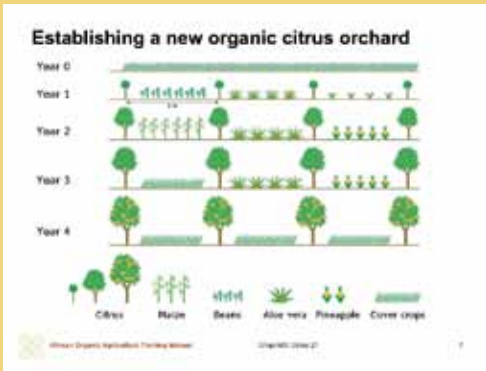 Establishing a new organic citrus orchard
Year 0
Year 1
Year 2
Year 3
Year 4
Citrus Maize Beans Aloe vera Pineapple Cover crops
African Organic Agriculture Training Manual